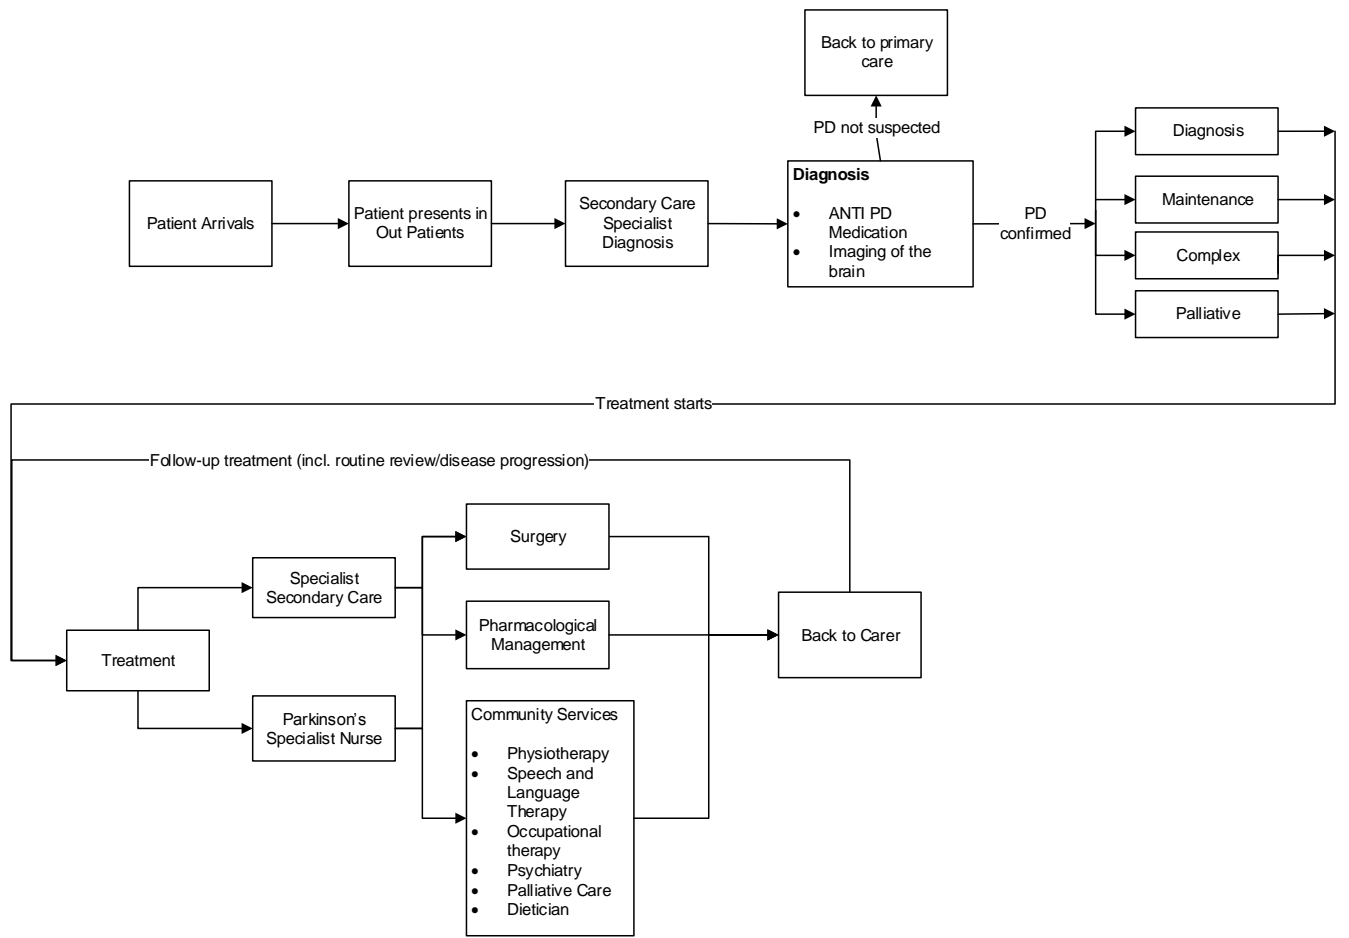 Back to primary
care
PD not suspected
Patient Arrivals
Patient presents in
Out Patients
Secondary Care
Specialist
Diagnosis
Diagnosis
• ANTI PD
Medication
• Imaging of the
brain
PD
confirmed
Diagnosis
Maintenance
Complex
Palliative
Treatment starts
Follow-up treatment (incl. routine review/disease progression)
Treatment
Specialist
Secondary Care
Parkinson's
Specialist Nurse
Surgery
Pharmacological
Management
Community Services
• Physiotherapy
• Speech and
Language
Therapy
• Occupational
therapy
• Psychiatry
• Palliative Care
• Dietician
Back to Carer